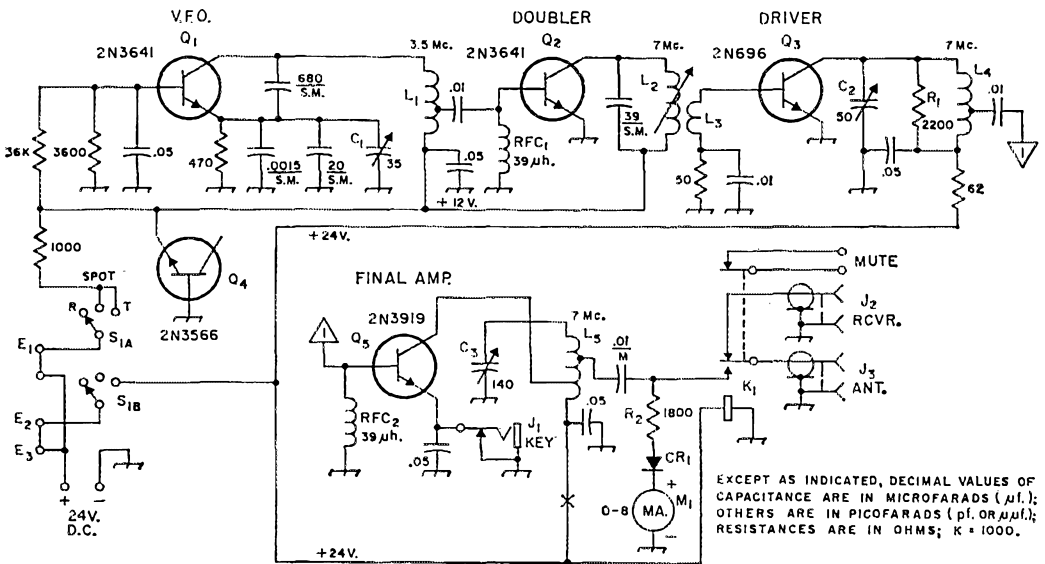 V.F.O.
Q1
2N3641
DOUBLER
2N3641
Q2
DRIVER
2N696
Q3
3.5 Mc.
7 Mc.
7 Mc.
680
S.M.
L1
.01
39
S.M.
L2
L3
C2
50
R1
2200
L4
.01
1
36K
3600
.05
470
.0015
S.M.
20
S.M.
C1
35
.05
RFC1
39 µh.
50
.01
.05
62
+ 12V.
+24V.
1000
SPOT
R
T
S1A
Q4
2N3566
E1
S1B
E2
E3
+
-
24V.
D.C.
FINAL AMP.
1
2N3919
Q5
C3
140
7 Mc.
L5
.01
M
RFC2
39 µh.
.05
J1
KEY
.05
R2
1800
CR1
+
0-8
MA.
M1
-
K1
MUTE
J2
RCVR.
J3
ANT.
+24V.
EXCEPT AS INDICATED, DECIMAL VALUES OF
CAPACITANCE ARE IN MICROFARADS (µf.);
OTHERS ARE IN PICOFARADS (pf. OR µµf.);
RESISTANCES ARE IN OHMS; K = 1000.